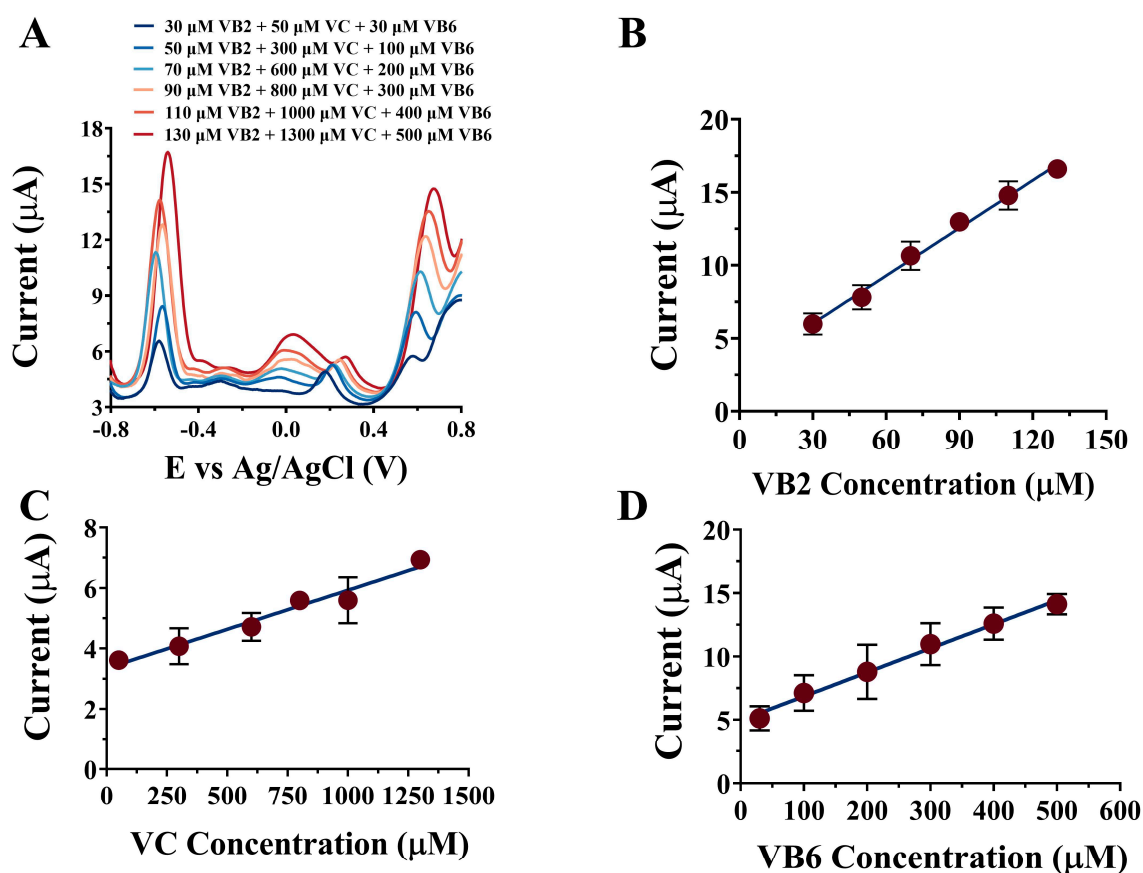 A
30 μM VB2 + 50 μM VC + 30 μM VB6
50 μM VB2 + 300 μM VC + 100 μM VB6
70 μM VB2 + 600 μM VC + 200 μM VB6
90 μM VB2 + 800 μM VC + 300 μM VB6
110 μM VB2 + 1000 μM VC + 400 μM VB6
130 μM VB2 + 1300 μM VC + 500 μM VB6
Current (μA)
18
15
12
9
6
3
-0.8 -0.4 0.0 0.4 0.8
E vs Ag/AgCl (V)
B
Current (μA)
20
15
10
5
0
0 30 60 90 120 150
VB2 Concentration (μM)
C
Current (μA)
8
6
4
2
0
0 250 500 750 1000 1250 1500
VC Concentration (μM)
D
Current (μA)
20
15
10
5
0
0 100 200 300 400 500 600
VB6 Concentration (μM)